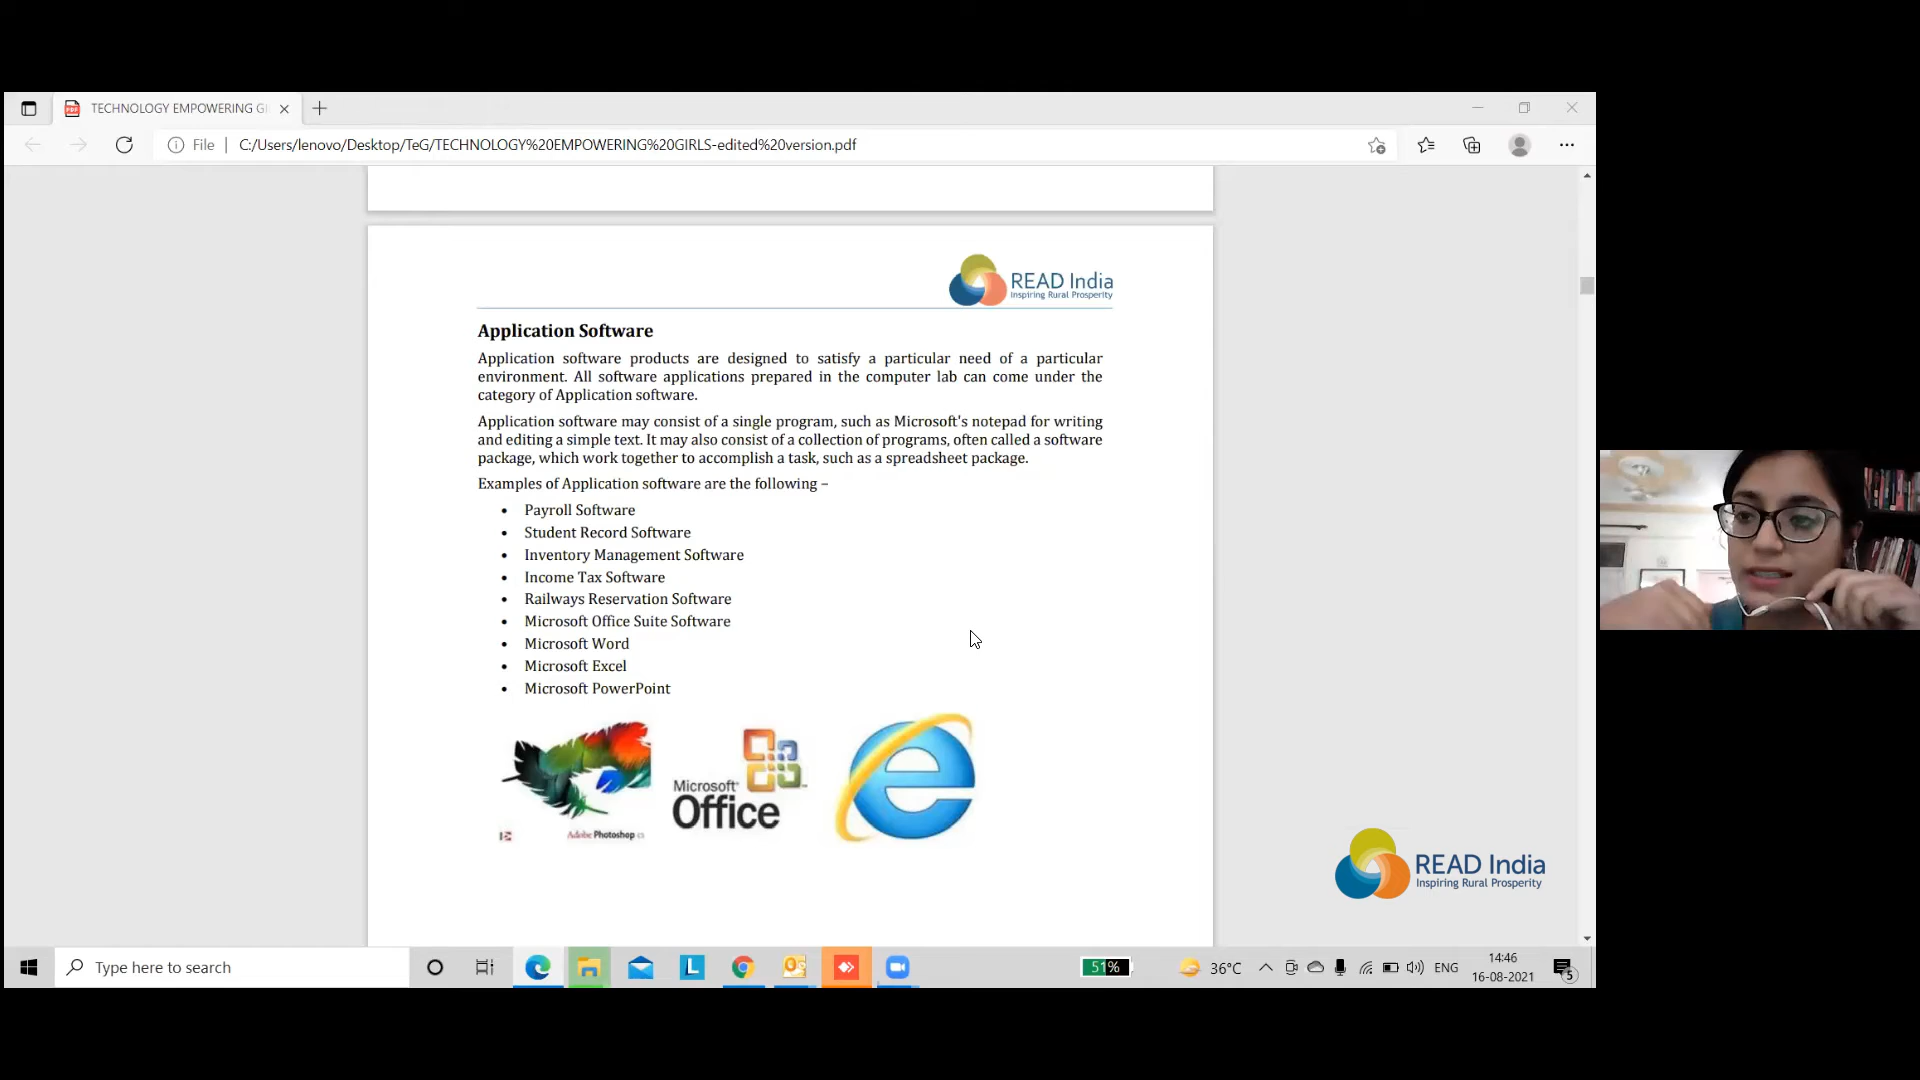 TECHNOLOGY EMPOWERING GI
File
C:/Users/lenovo/Desktop/TeG/TECHNOLOGY%20EMPOWERING%20GIRLS-edited%20version.pdf
READ India
Inspiring Rural Prosperity
Application Software
Application software products are designed to satisfy a particular need of a particular
environment. All software applications prepared in the computer lab can come under the
category of Application software.
Application software may consist of a single program, such as Microsoft's notepad for writing
and editing a simple text. It may also consist of a collection of programs, often called a software
package, which work together to accomplish a task, such as a spreadsheet package.
Examples of Application software are the following –
• Payroll Software
• Student Record Software
• Inventory Management Software
• Income Tax Software
• Railways Reservation Software
• Microsoft Office Suite Software
• Microsoft Word
• Microsoft Excel
• Microsoft PowerPoint
Adobe Photoshop cs
Microsoft
Office
READ India
Inspiring Rural Prosperity
Type here to search
51%
36°C
ENG
14:46
16-08-2021
5